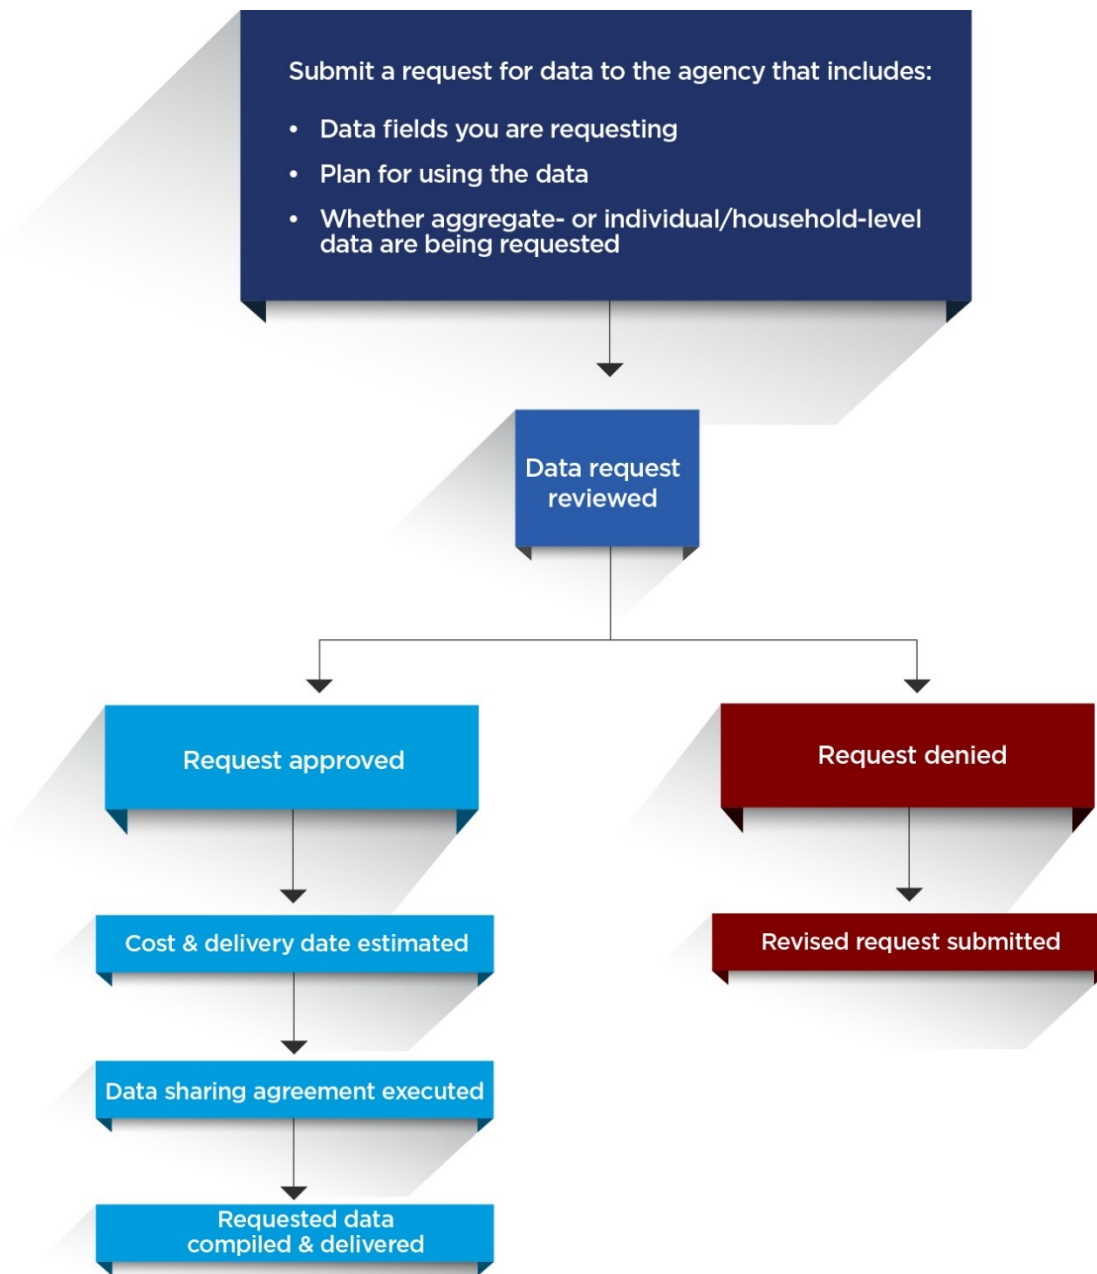 Submit a request for data to the agency that includes:
• Data fields you are requesting
• Plan for using the data
• Whether aggregate- or individual/household-level
data are being requested
Data request
reviewed
Request approved
Request denied
Cost & delivery date estimated
Revised request submitted
Data sharing agreement executed
Requested data
compiled & delivered